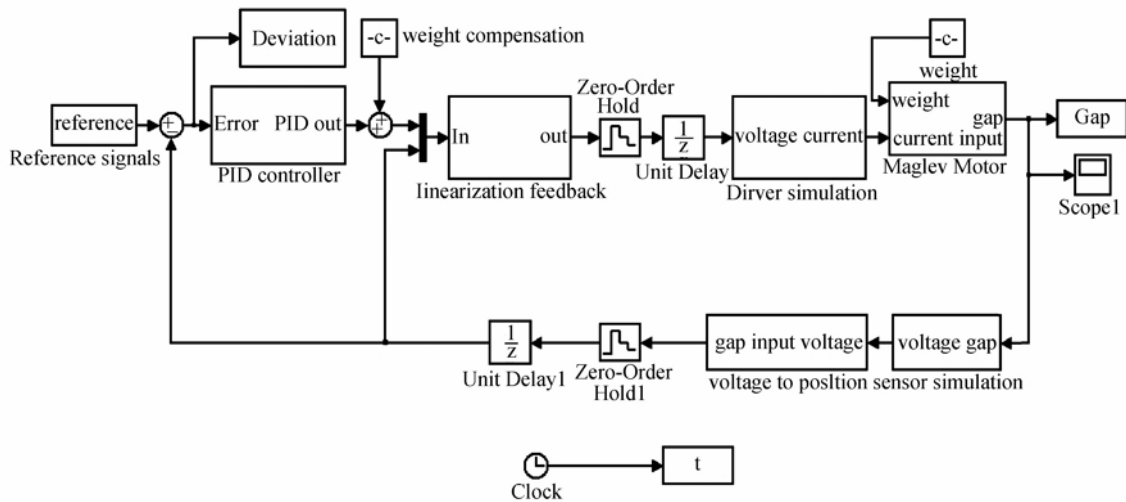 Deviation
-c- weight compensation
-c-
weight
Zero-Order
Hold
reference
+
−
Error PID out
+
+
In out
1
z
voltage current
weight
gap
current input
Gap
Reference signals
PID controller
linearization feedback
Unit Delay
Dirver simulation
Maglev Motor
Scope1
1
z
gap input voltage
voltage gap
Unit Delay1
Zero-Order
Hold1
voltage to posltion sensor simulation
t
Clock